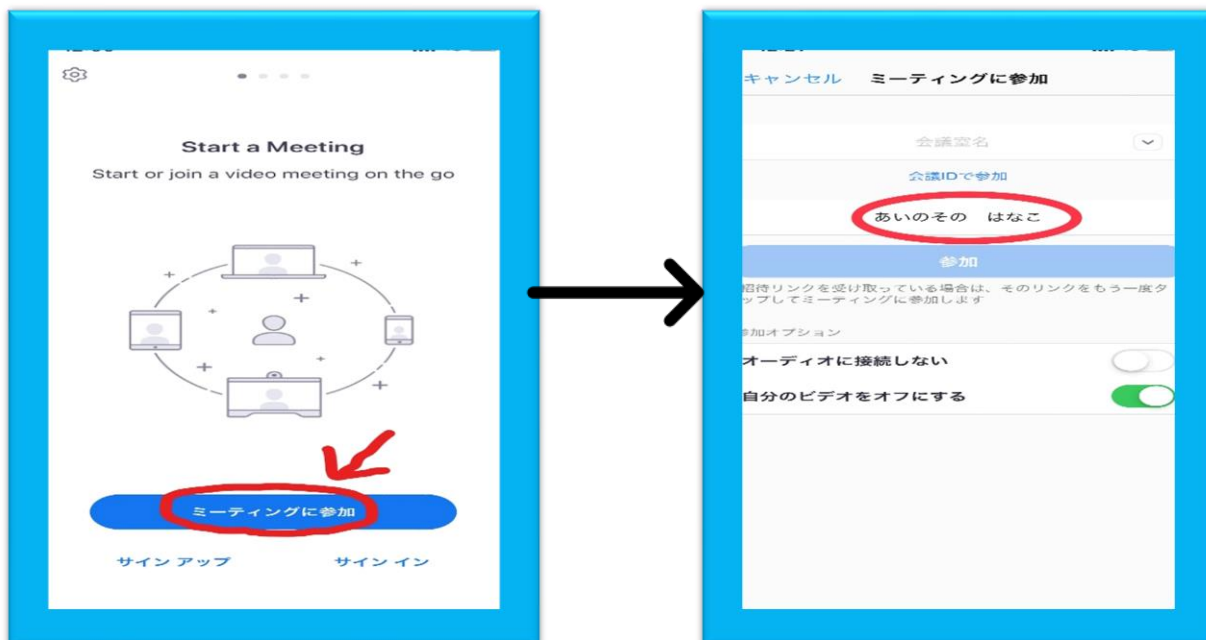 Start a Meeting
Start or join a video meeting on the go
ミーティングに参加
サイン アップ
サイン イン
キャンセル
ミーティングに参加
会議室名
会議IDで参加
あいのその　はなこ
参加
招待リンクを受け取っている場合は、そのリンクをもう一度タ
ップしてミーティングに参加します
参加オプション
オーディオに接続しない
自分のビデオをオフにする